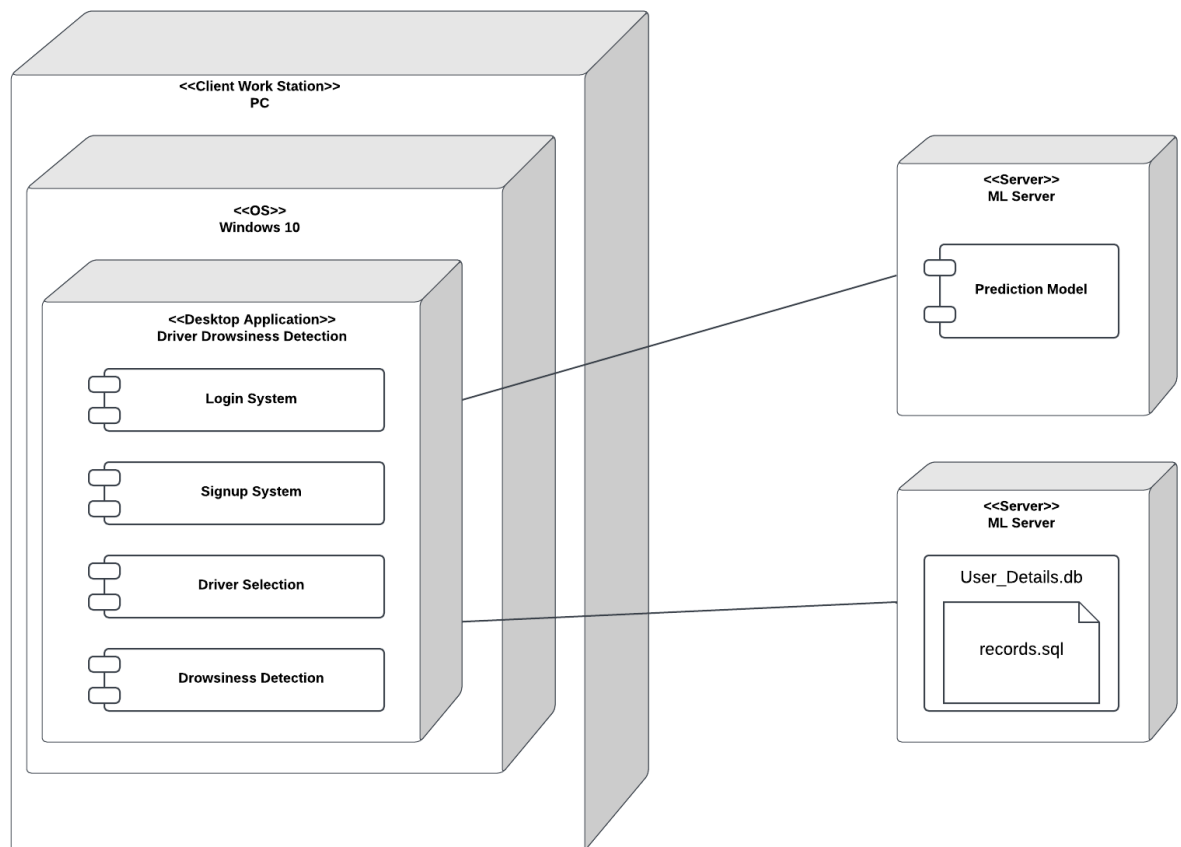 <<Client Work Station>>
PC
<<OS>>
Windows 10
<<Desktop Application>>
Driver Drowsiness Detection
Login System
Signup System
Driver Selection
Drowsiness Detection
<<Server>>
ML Server
Prediction Model
<<Server>>
ML Server
User_Details.db
records.sql